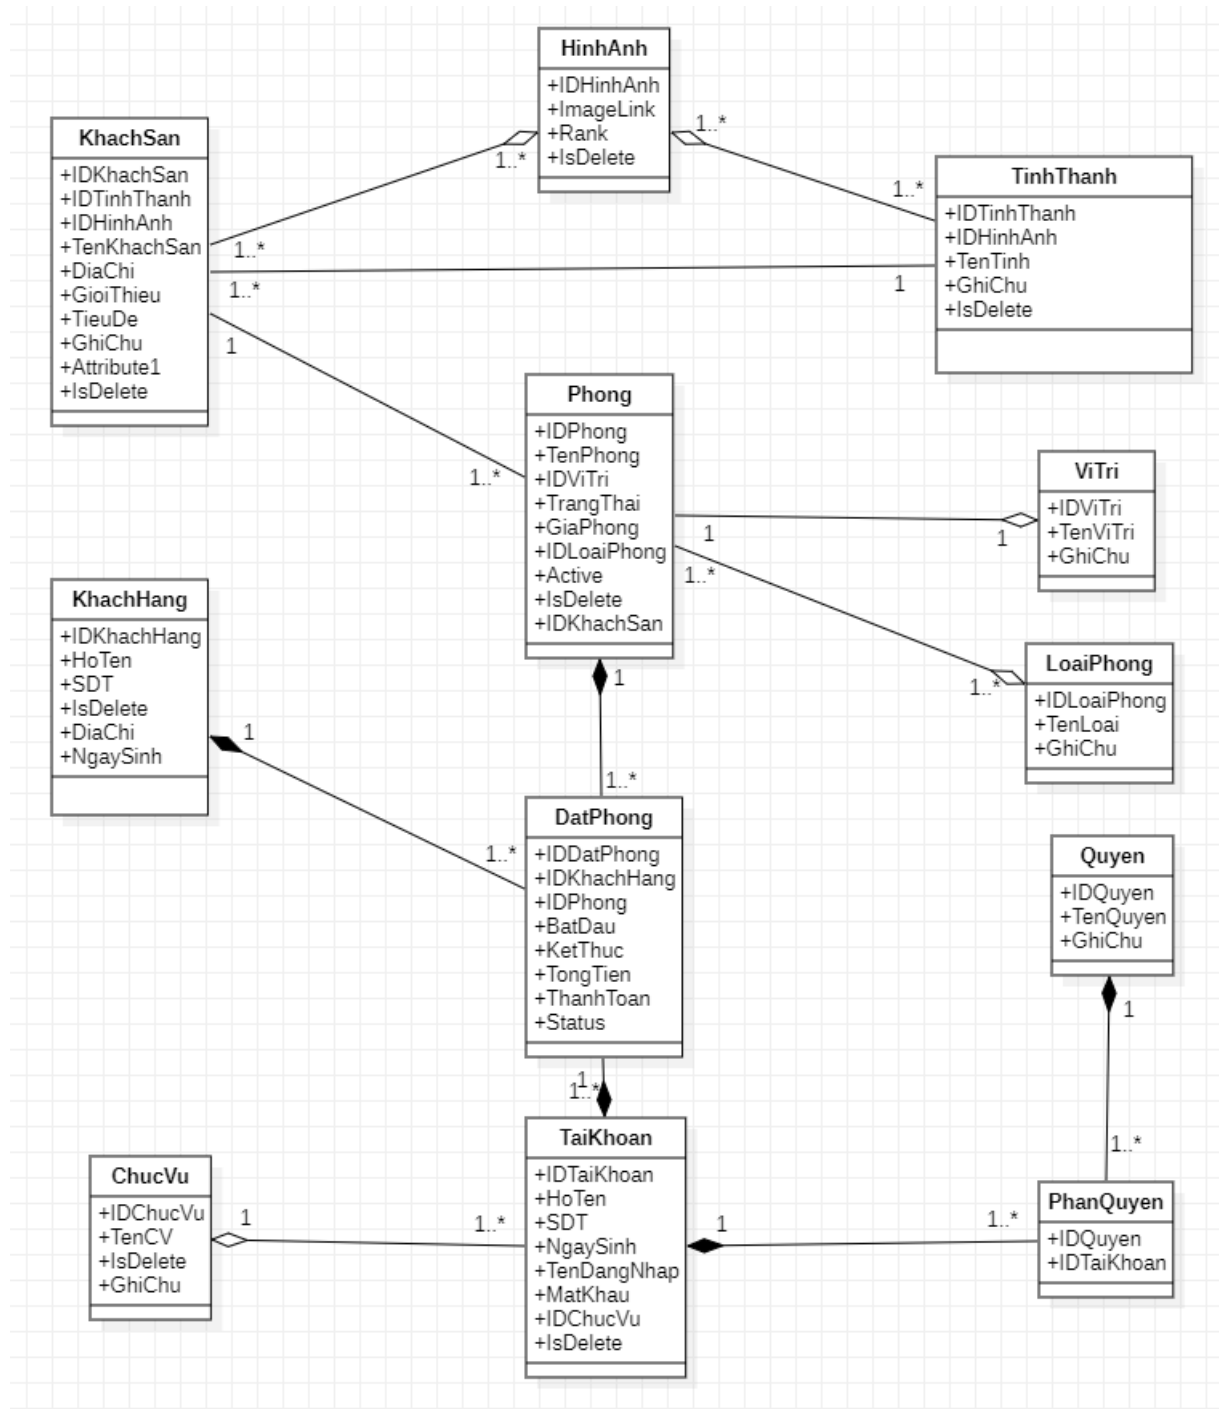 HinhAnh
+IDHinhAnh
+ImageLink
+Rank
+IsDelete
1..*
1..*
KhachSan
+IDKhachSan
+IDTinhThanh
+IDHinhAnh
+TenKhachSan
+DiaChi
+GioiThieu
+TieuDe
+GhiChu
+Attribute1
+IsDelete
1..*
1..*
1
1..*
1
TinhThanh
+IDTinhThanh
+IDHinhAnh
+TenTinh
+GhiChu
+IsDelete
1..*
Phong
+IDPhong
+TenPhong
+IDViTri
+TrangThai
+GiaPhong
+IDLoaiPhong
+Active
+IsDelete
+IDKhachSan
1..*
1
1
1..*
1..*
ViTri
+IDViTri
+TenViTri
+GhiChu
LoaiPhong
+IDLoaiPhong
+TenLoai
+GhiChu
KhachHang
+IDKhachHang
+HoTen
+SDT
+IsDelete
+DiaChi
+NgaySinh
1
1
1..*
1..*
DatPhong
+IDDatPhong
+IDKhachHang
+IDPhong
+BatDau
+KetThuc
+TongTien
+ThanhToan
+Status
Quyen
+IDQuyen
+TenQuyen
+GhiChu
1
1..*
1
1..*
TaiKhoan
+IDTaiKhoan
+HoTen
+SDT
+NgaySinh
+TenDangNhap
+MatKhau
+IDChucVu
+IsDelete
ChucVu
+IDChucVu
+TenCV
+IsDelete
+GhiChu
1
1..*
1
1..*
PhanQuyen
+IDQuyen
+IDTaiKhoan